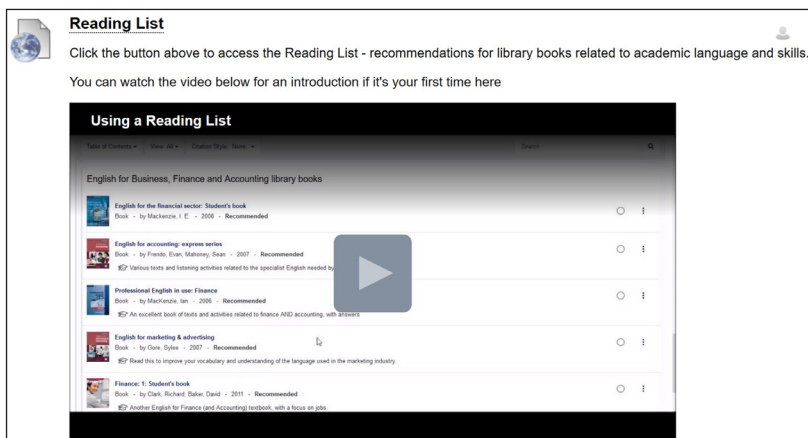 Reading List
Click the button above to access the Reading List - recommendations for library books related to academic language and skills.
You can watch the video below for an introduction if it's your first time here
Using a Reading List
Table of Contents View: All Citation Style: None Search
English for Business, Finance and Accounting library books
English for the financial sector: Student's book
Book - by Mackenzie, I. E. - 2008 - Recommended
English for accounting: express series
Book - by Frendo, Evan; Mahoney, Sean - 2007 - Recommended
Various texts and listening activities related to the specialist English needed by
Professional English in use: Finance
Book - by MacKenzie, Ian - 2006 - Recommended
An excellent book of texts and activities related to finance AND accounting, with answers
English for marketing & advertising
Book - by Gore, Sylee - 2007 - Recommended
Read this to improve your vocabulary and understanding of the language used in the marketing industry.
Finance: 1: Student's book
Book - by Clark, Richard; Baker, David - 2011 - Recommended
Another English for Finance (and Accounting) textbook, with a focus on jobs.